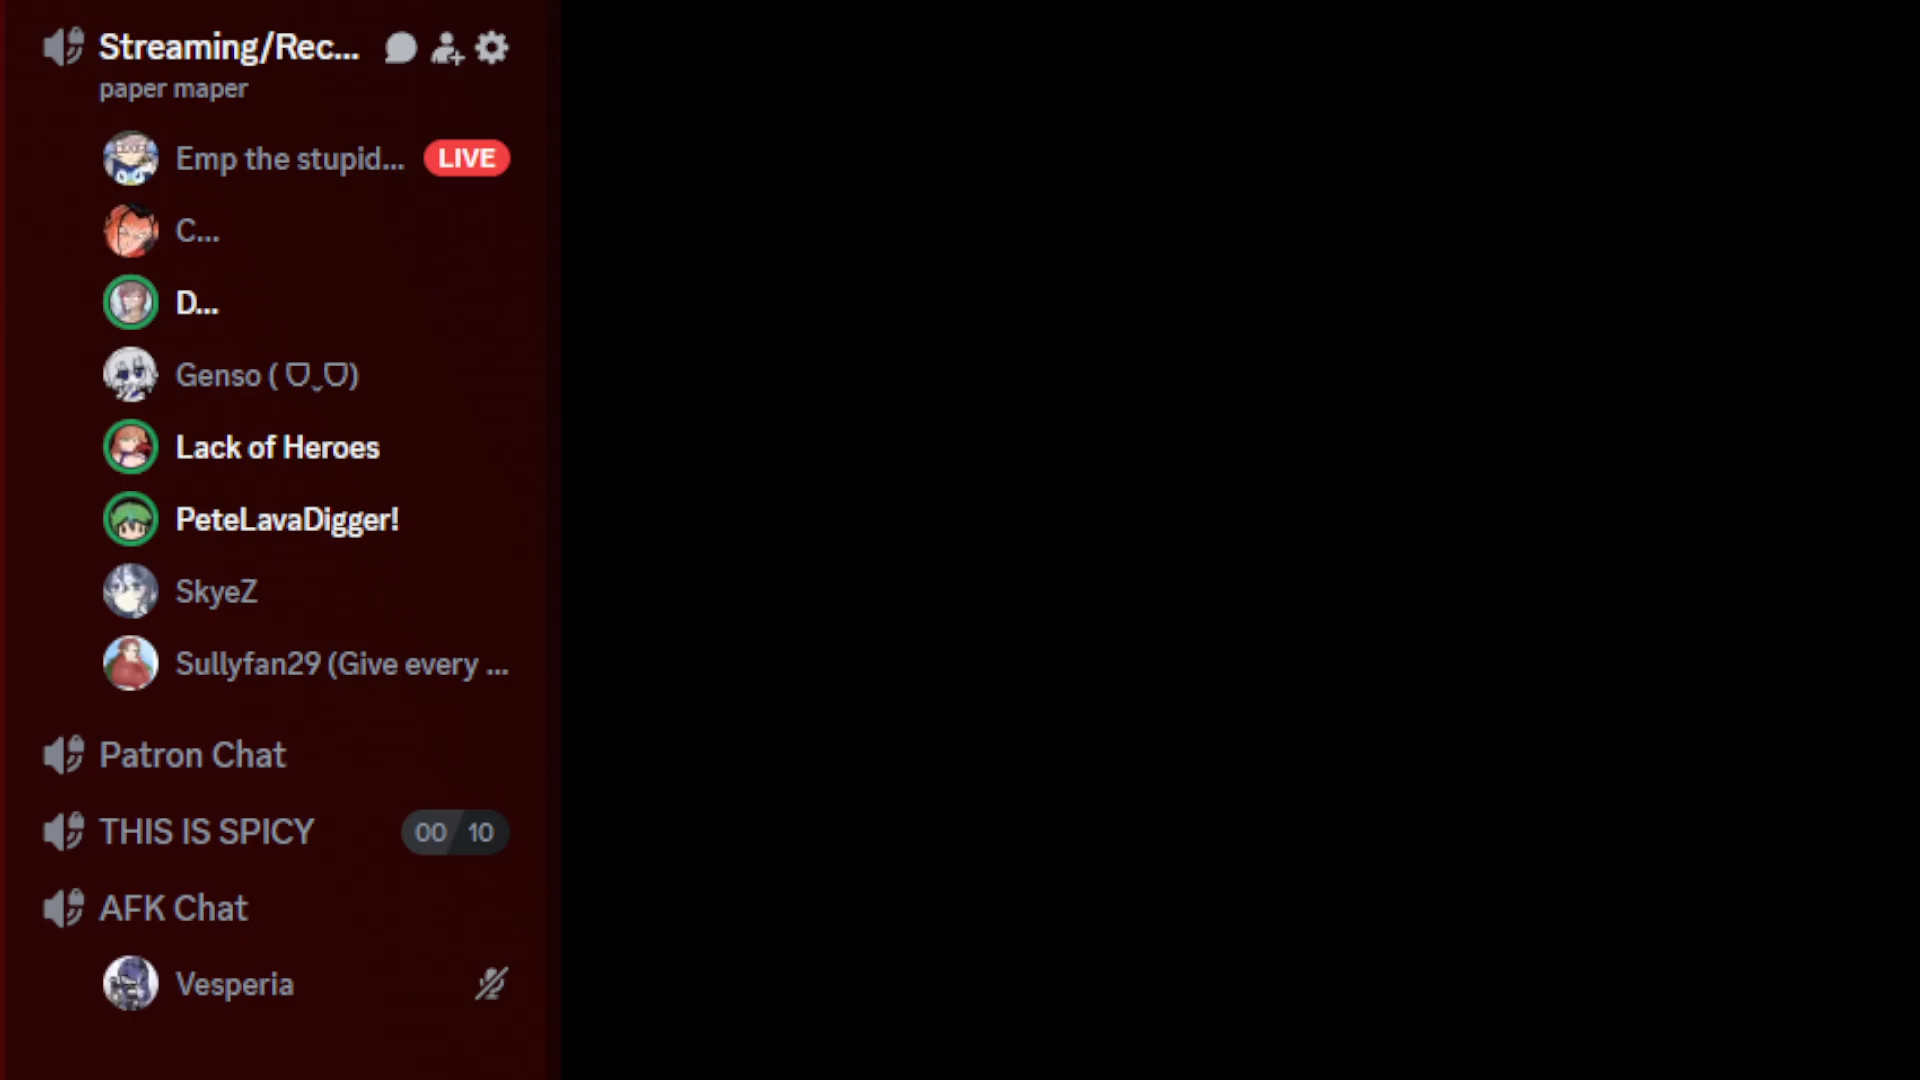 Streaming/Rec...
paper maper
Emp the stupid... LIVE
C...
D...
Genso ( ᗜ ̮ ᗜ)
Lack of Heroes
PeteLavaDigger!
SkyeZ
Sullyfan29 (Give every ...
Patron Chat
THIS IS SPICY 00 10
AFK Chat
Vesperia